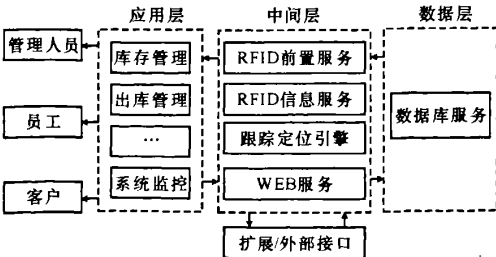 应用层 中间层 数据层
管理人员
员工
客户
库存管理
出库管理
…
系统监控
RFID前置服务
RFID信息服务
跟踪定位引擎
WEB服务
数据库服务
扩展/外部接口